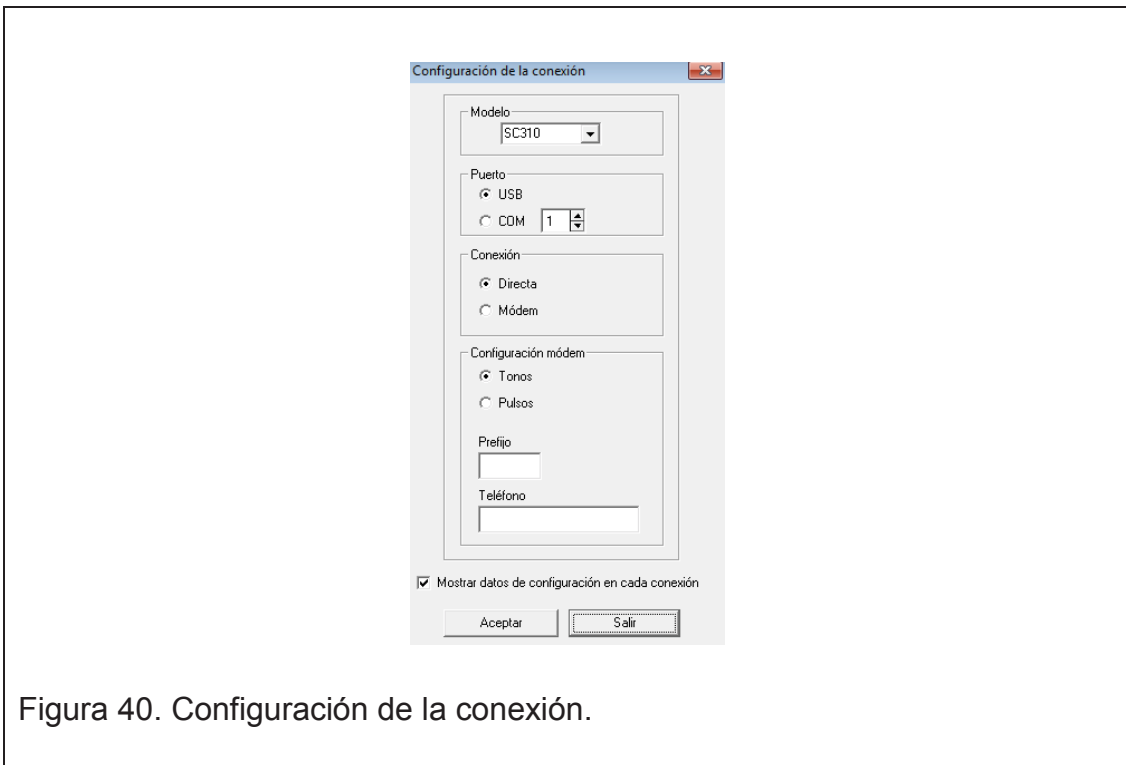 Configuración de la conexión
Modelo
SC310
Puerto
USB
COM 1
Conexión
Directa
Módem
Configuración módem
Tonos
Pulsos
Prefijo
Teléfono
Mostrar datos de configuración en cada conexión
Aceptar Salir
Figura 40. Configuración de la conexión.